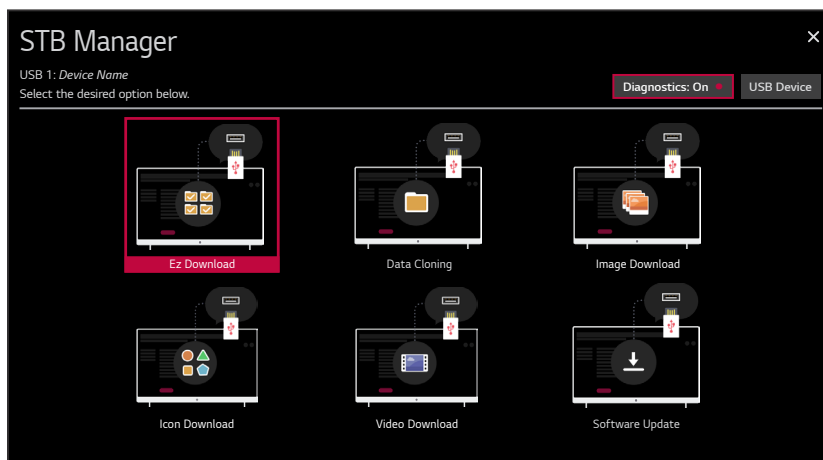 STB Manager
USB 1: Device Name
Select the desired option below.
Diagnostics: On
USB Device
Ez Download
Data Cloning
Image Download
Icon Download
Video Download
Software Update